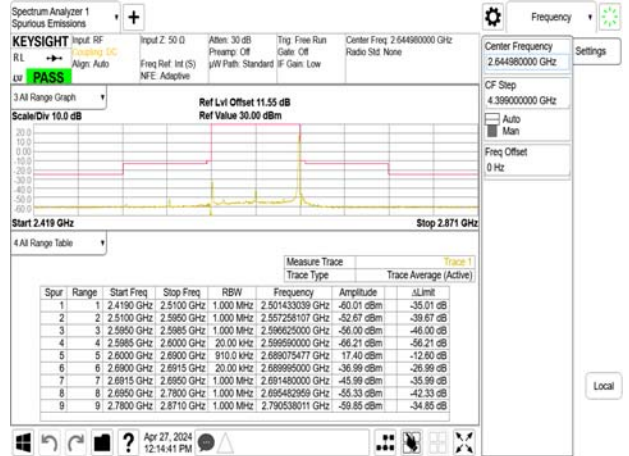 Spectrum Analyzer 1
Spurious Emissions
+
Frequency
KEYSIGHT Input: RF Input Z: 50 Ω Atten: 30 dB Trig: Free Run Center Freq: 2.644980000 GHz
RL Coupling: DC Preamp: Off Gate: Off Radio Std: None
Align: Auto Freq Ref: Int (S) µW Path: Standard IF Gain: Low
PASS NFE: Adaptive
Center Frequency
2.644980000 GHz
Settings
CF Step
4.399000000 GHz
Auto
Man
Freq Offset
0 Hz
Local
3 All Range Graph
Scale/Div 10.0 dB
Ref Lvl Offset 11.55 dB
Ref Value 30.00 dBm
20.0
10.0
0.00
-10.0
-20.0
-30.0
-40.0
-50.0
-60.0
Start 2.419 GHz Stop 2.871 GHz
4 All Range Table
Measure Trace Trace 1
Trace Type Trace Average (Active)
Spur Range Start Freq Stop Freq RBW Frequency Amplitude ΔLimit
1 1 2.4190 GHz 2.5100 GHz 1.000 MHz 2.501433039 GHz -60.01 dBm -35.01 dB
2 2 2.5100 GHz 2.5950 GHz 1.000 MHz 2.557258107 GHz -52.67 dBm -39.67 dB
3 3 2.5950 GHz 2.5985 GHz 1.000 MHz 2.596625000 GHz -56.00 dBm -46.00 dB
4 4 2.5985 GHz 2.6000 GHz 20.00 kHz 2.599590000 GHz -66.21 dBm -56.21 dB
5 5 2.6000 GHz 2.6900 GHz 910.0 kHz 2.689075477 GHz 17.40 dBm -12.60 dB
6 6 2.6900 GHz 2.6915 GHz 20.00 kHz 2.689995000 GHz -36.99 dBm -26.99 dB
7 7 2.6915 GHz 2.6950 GHz 1.000 MHz 2.691480000 GHz -45.99 dBm -35.99 dB
8 8 2.6950 GHz 2.7800 GHz 1.000 MHz 2.695482959 GHz -55.33 dBm -42.33 dB
9 9 2.7800 GHz 2.8710 GHz 1.000 MHz 2.790538011 GHz -59.85 dBm -34.85 dB
?
Apr 27, 2024
12:14:41 PM